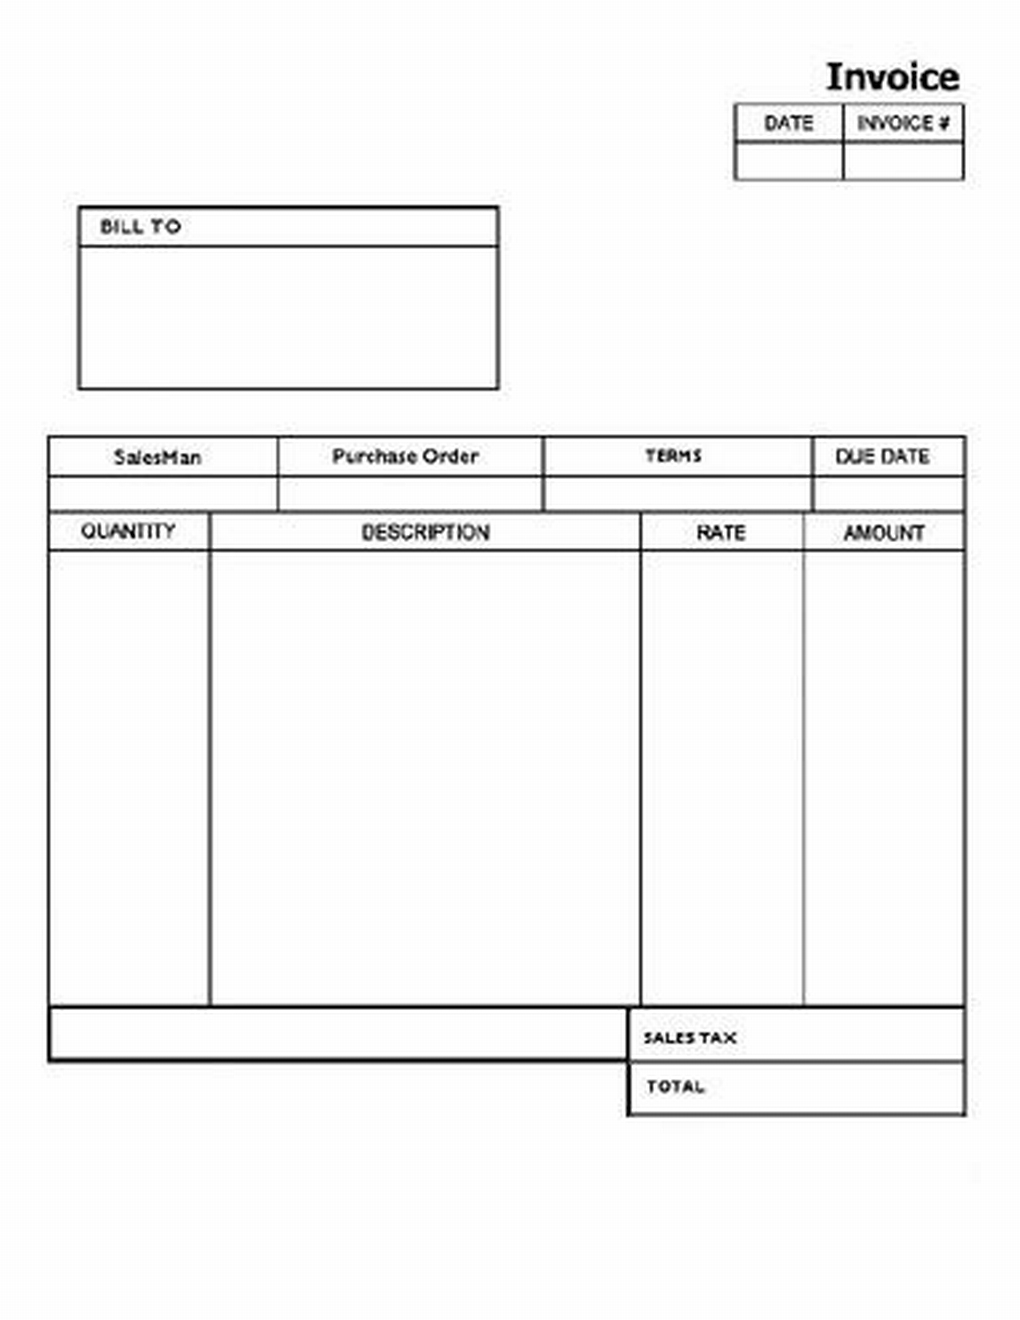 Invoice
DATE INVOICE #
BILL TO
SalesMan Purchase Order TERMS DUE DATE
QUANTITY DESCRIPTION RATE AMOUNT
SALES TAX
TOTAL